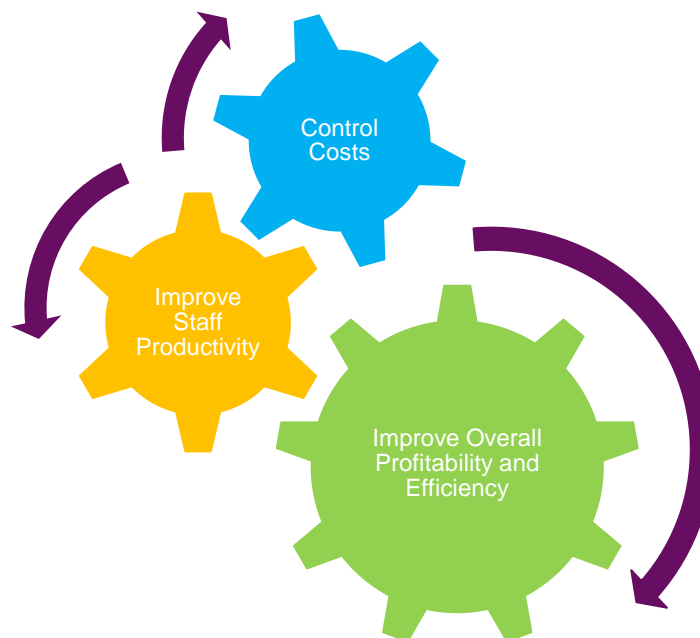 Control
Costs
Improve
Staff
Productivity
Improve Overall
Profitability and
Efficiency